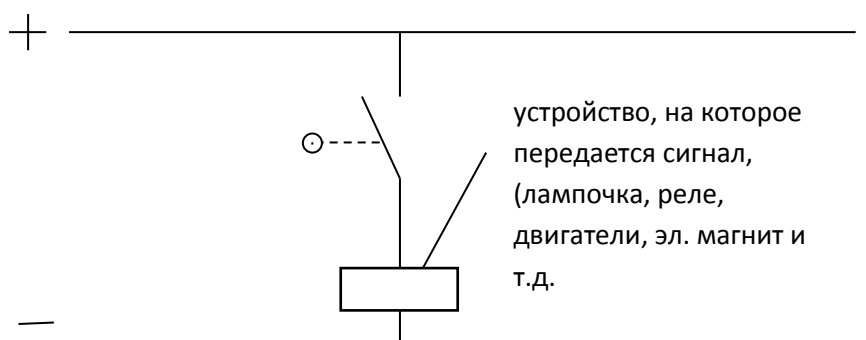 +
устройство, на которое
передается сигнал,
(лампочка, реле,
двигатели, эл. магнит и
т.д.
—